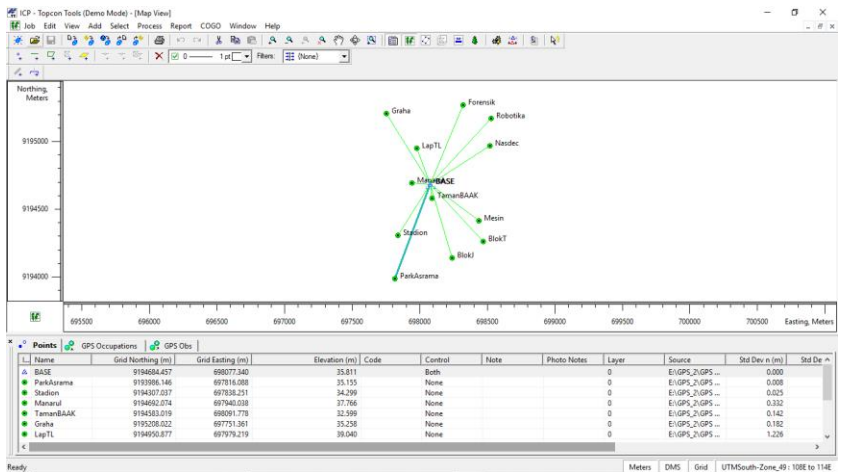 ICP - Topcon Tools (Demo Mode) - [Map View]
Job Edit View Add Select Process Report COGO Window Help
0 1 pt Filters: (None)
Northing,
Meters
9195000
9194500
9194000
Graha
Forensik
Robotika
LapTL
Nasdec
BASE
TamanBAAK
Mesin
Stadion
BlokT
BlokJ
ParkAsrama
695500 696000 696500 697000 697500 698000 698500 699000 699500 700000 700500 Easting, Meters
Points GPS Occupations GPS Obs
I... Name Grid Northing (m) Grid Easting (m) Elevation (m) Code Control Note Photo Notes Layer Source Std Dev n (m) Std De
BASE 9194684.457 698077.340 35.811 Both 0 E:\GPS_2\GPS ... 0.000
ParkAsrama 9193986.146 697816.088 35.155 None 0 E:\GPS_2\GPS ... 0.008
Stadion 9194307.037 697838.251 34.299 None 0 E:\GPS_2\GPS ... 0.025
Manarul 9194692.074 697940.038 37.766 None 0 E:\GPS_2\GPS ... 0.332
TamanBAAK 9194583.019 698091.778 32.599 None 0 E:\GPS_2\GPS ... 0.142
Graha 9195208.022 697751.361 35.258 None 0 E:\GPS_2\GPS ... 0.182
LapTL 9194950.877 697979.219 39.040 None 0 E:\GPS_2\GPS ... 1.226
Ready Meters DMS Grid UTMSouth-Zone_49 : 108E to 114E